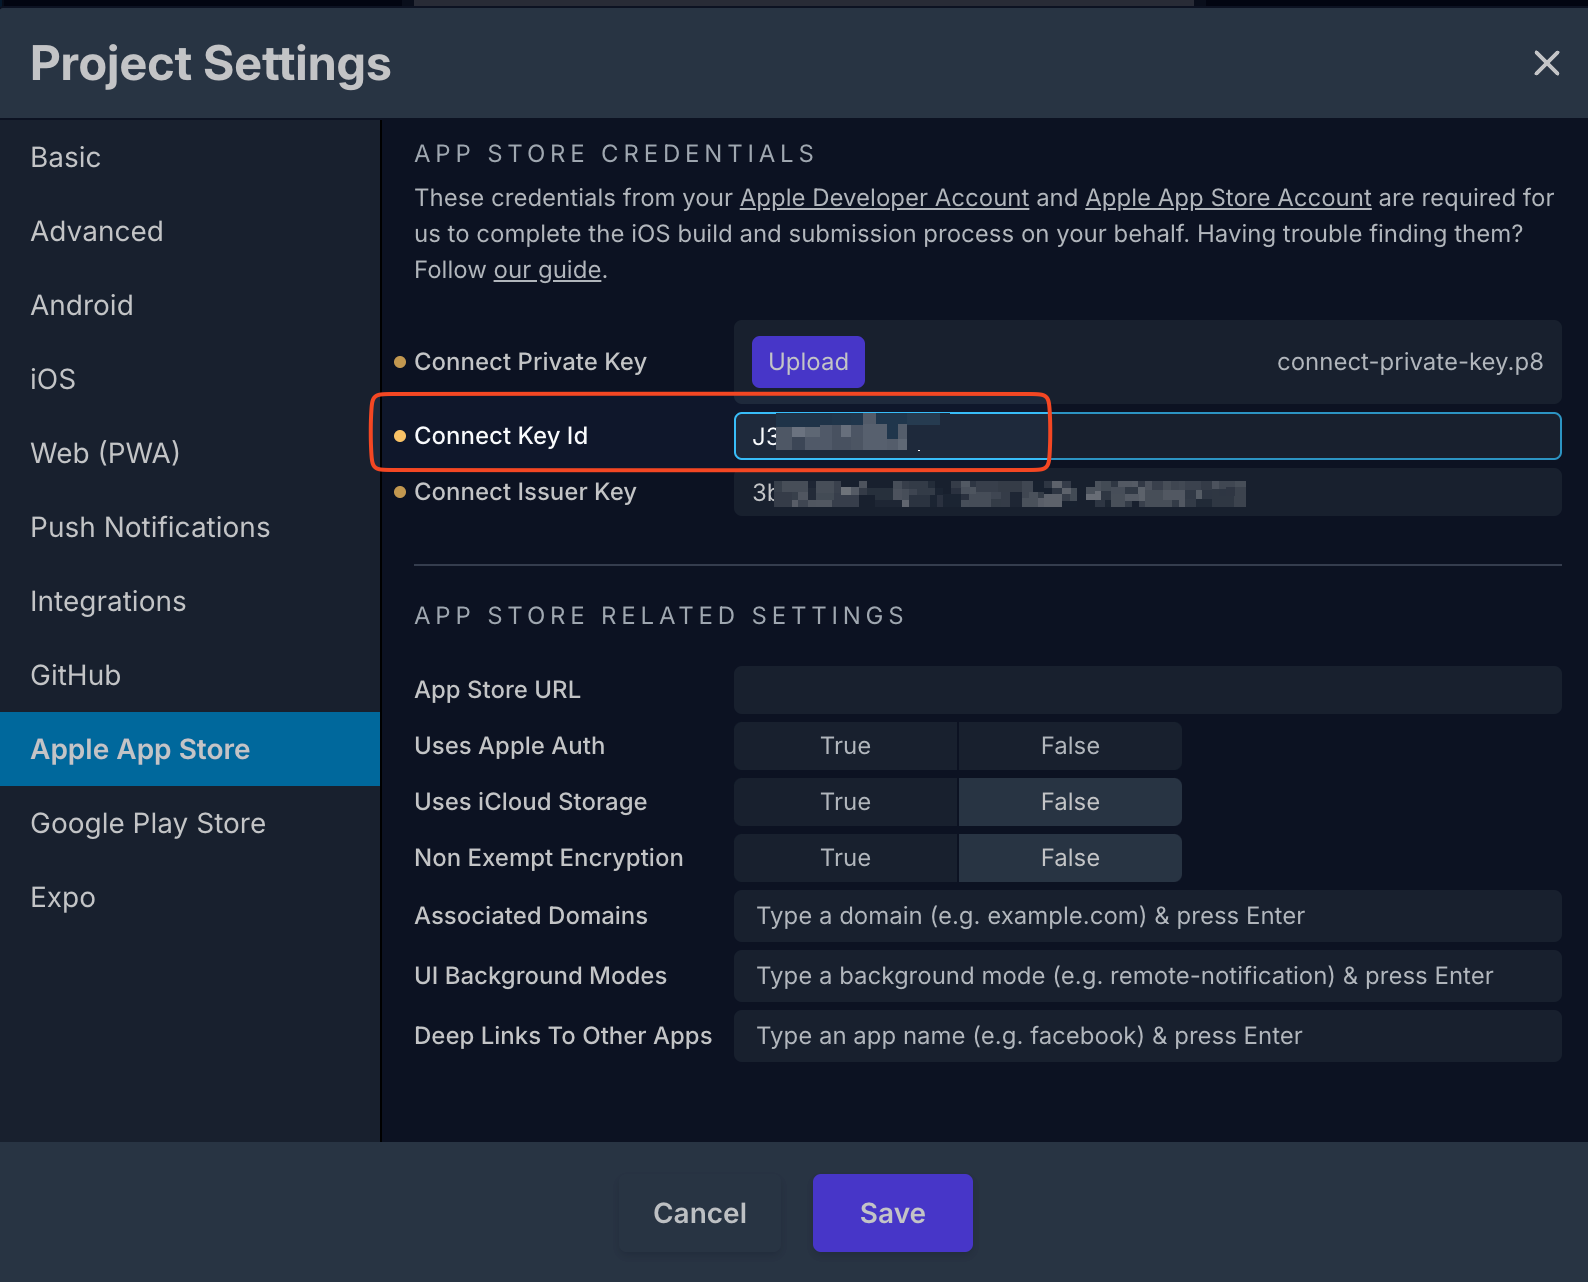 Project Settings
Basic
Advanced
Android
iOS
Web (PWA)
Push Notifications
Integrations
GitHub
Apple App Store
Google Play Store
Expo
APP STORE CREDENTIALS
These credentials from your Apple Developer Account and Apple App Store Account are required for
us to complete the iOS build and submission process on your behalf. Having trouble finding them?
Follow our guide.
Connect Private Key Upload connect-private-key.p8
Connect Key Id J3
Connect Issuer Key 3b
APP STORE RELATED SETTINGS
App Store URL
Uses Apple Auth True False
Uses iCloud Storage True False
Non Exempt Encryption True False
Associated Domains Type a domain (e.g. example.com) & press Enter
UI Background Modes Type a background mode (e.g. remote-notification) & press Enter
Deep Links To Other Apps Type an app name (e.g. facebook) & press Enter
Cancel Save